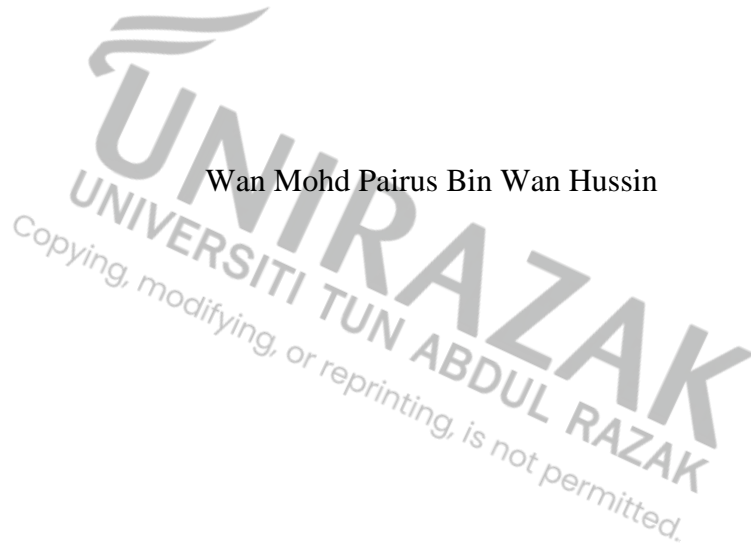 Wan Mohd Pairus Bin Wan Hussin
UNIRAZAK
UNIVERSITI TUN ABDUL RAZAK
Copying, modifying, or reprinting, is not permitted.